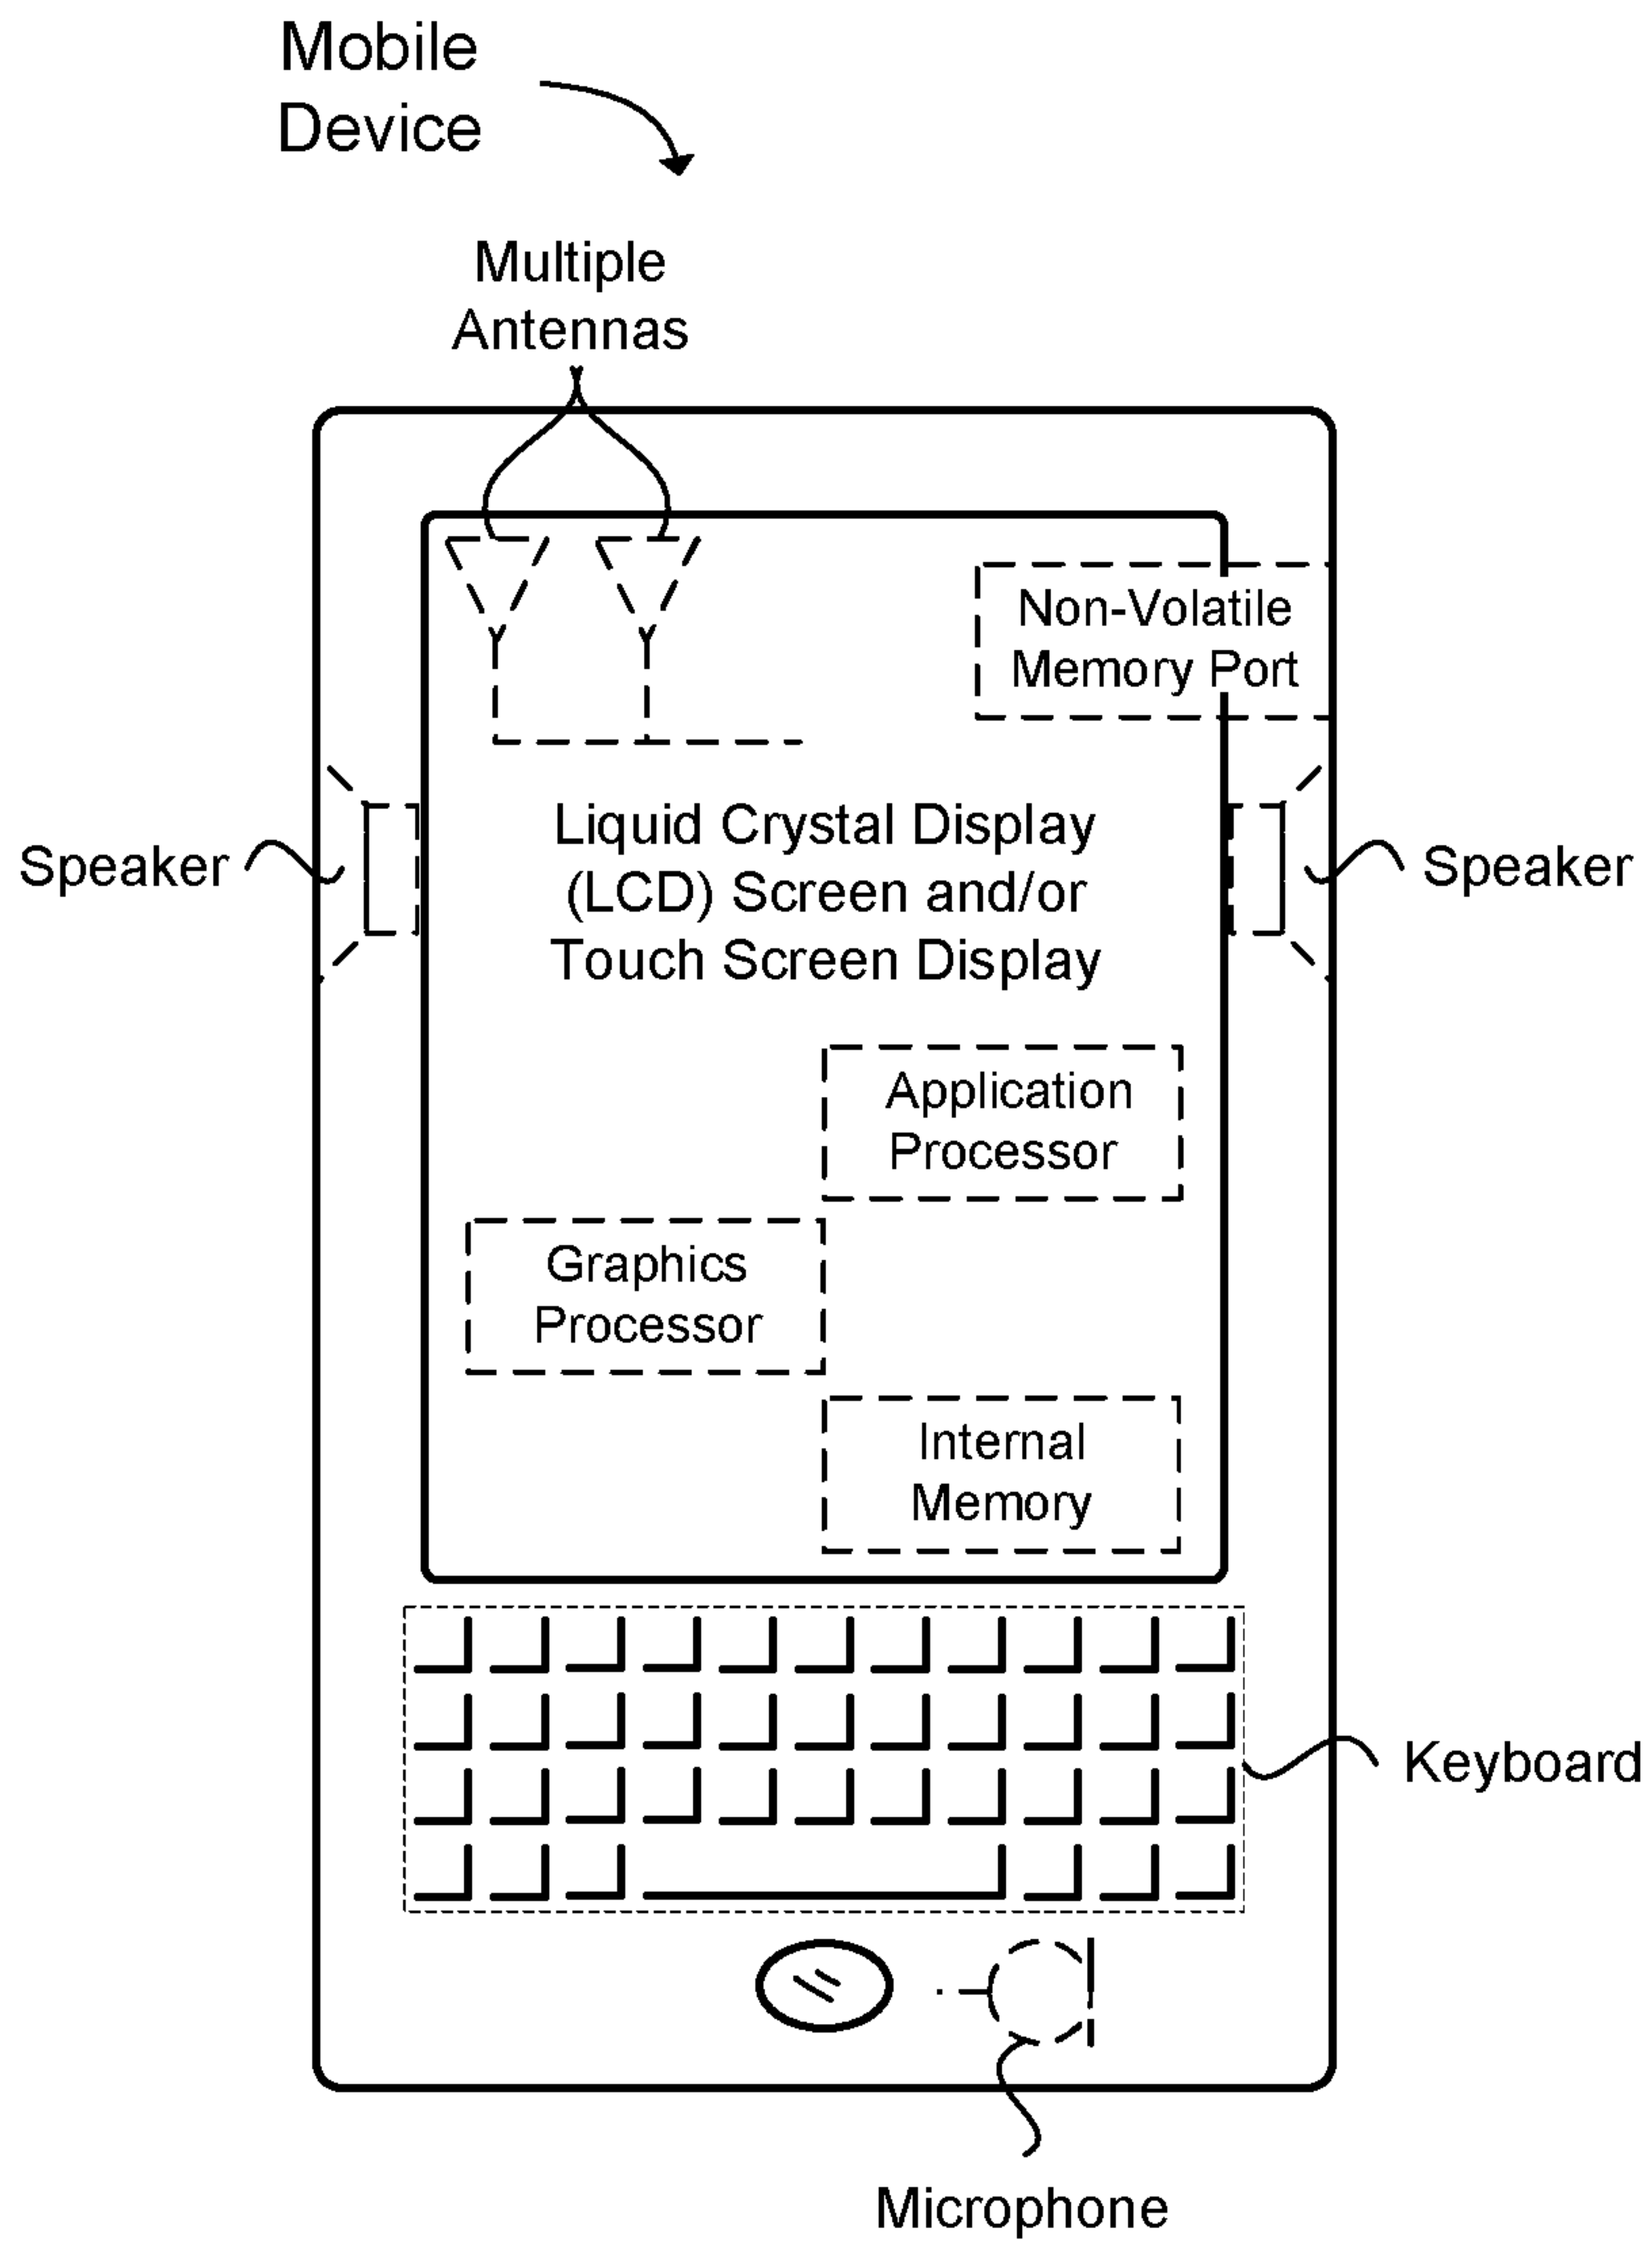 Mobile
Device
Multiple
Antennas
Non-Volatile
Memory Port
Speaker
Liquid Crystal Display
(LCD) Screen and/or
Touch Screen Display
Speaker
Application
Processor
Graphics
Processor
Internal
Memory
Keyboard
Microphone